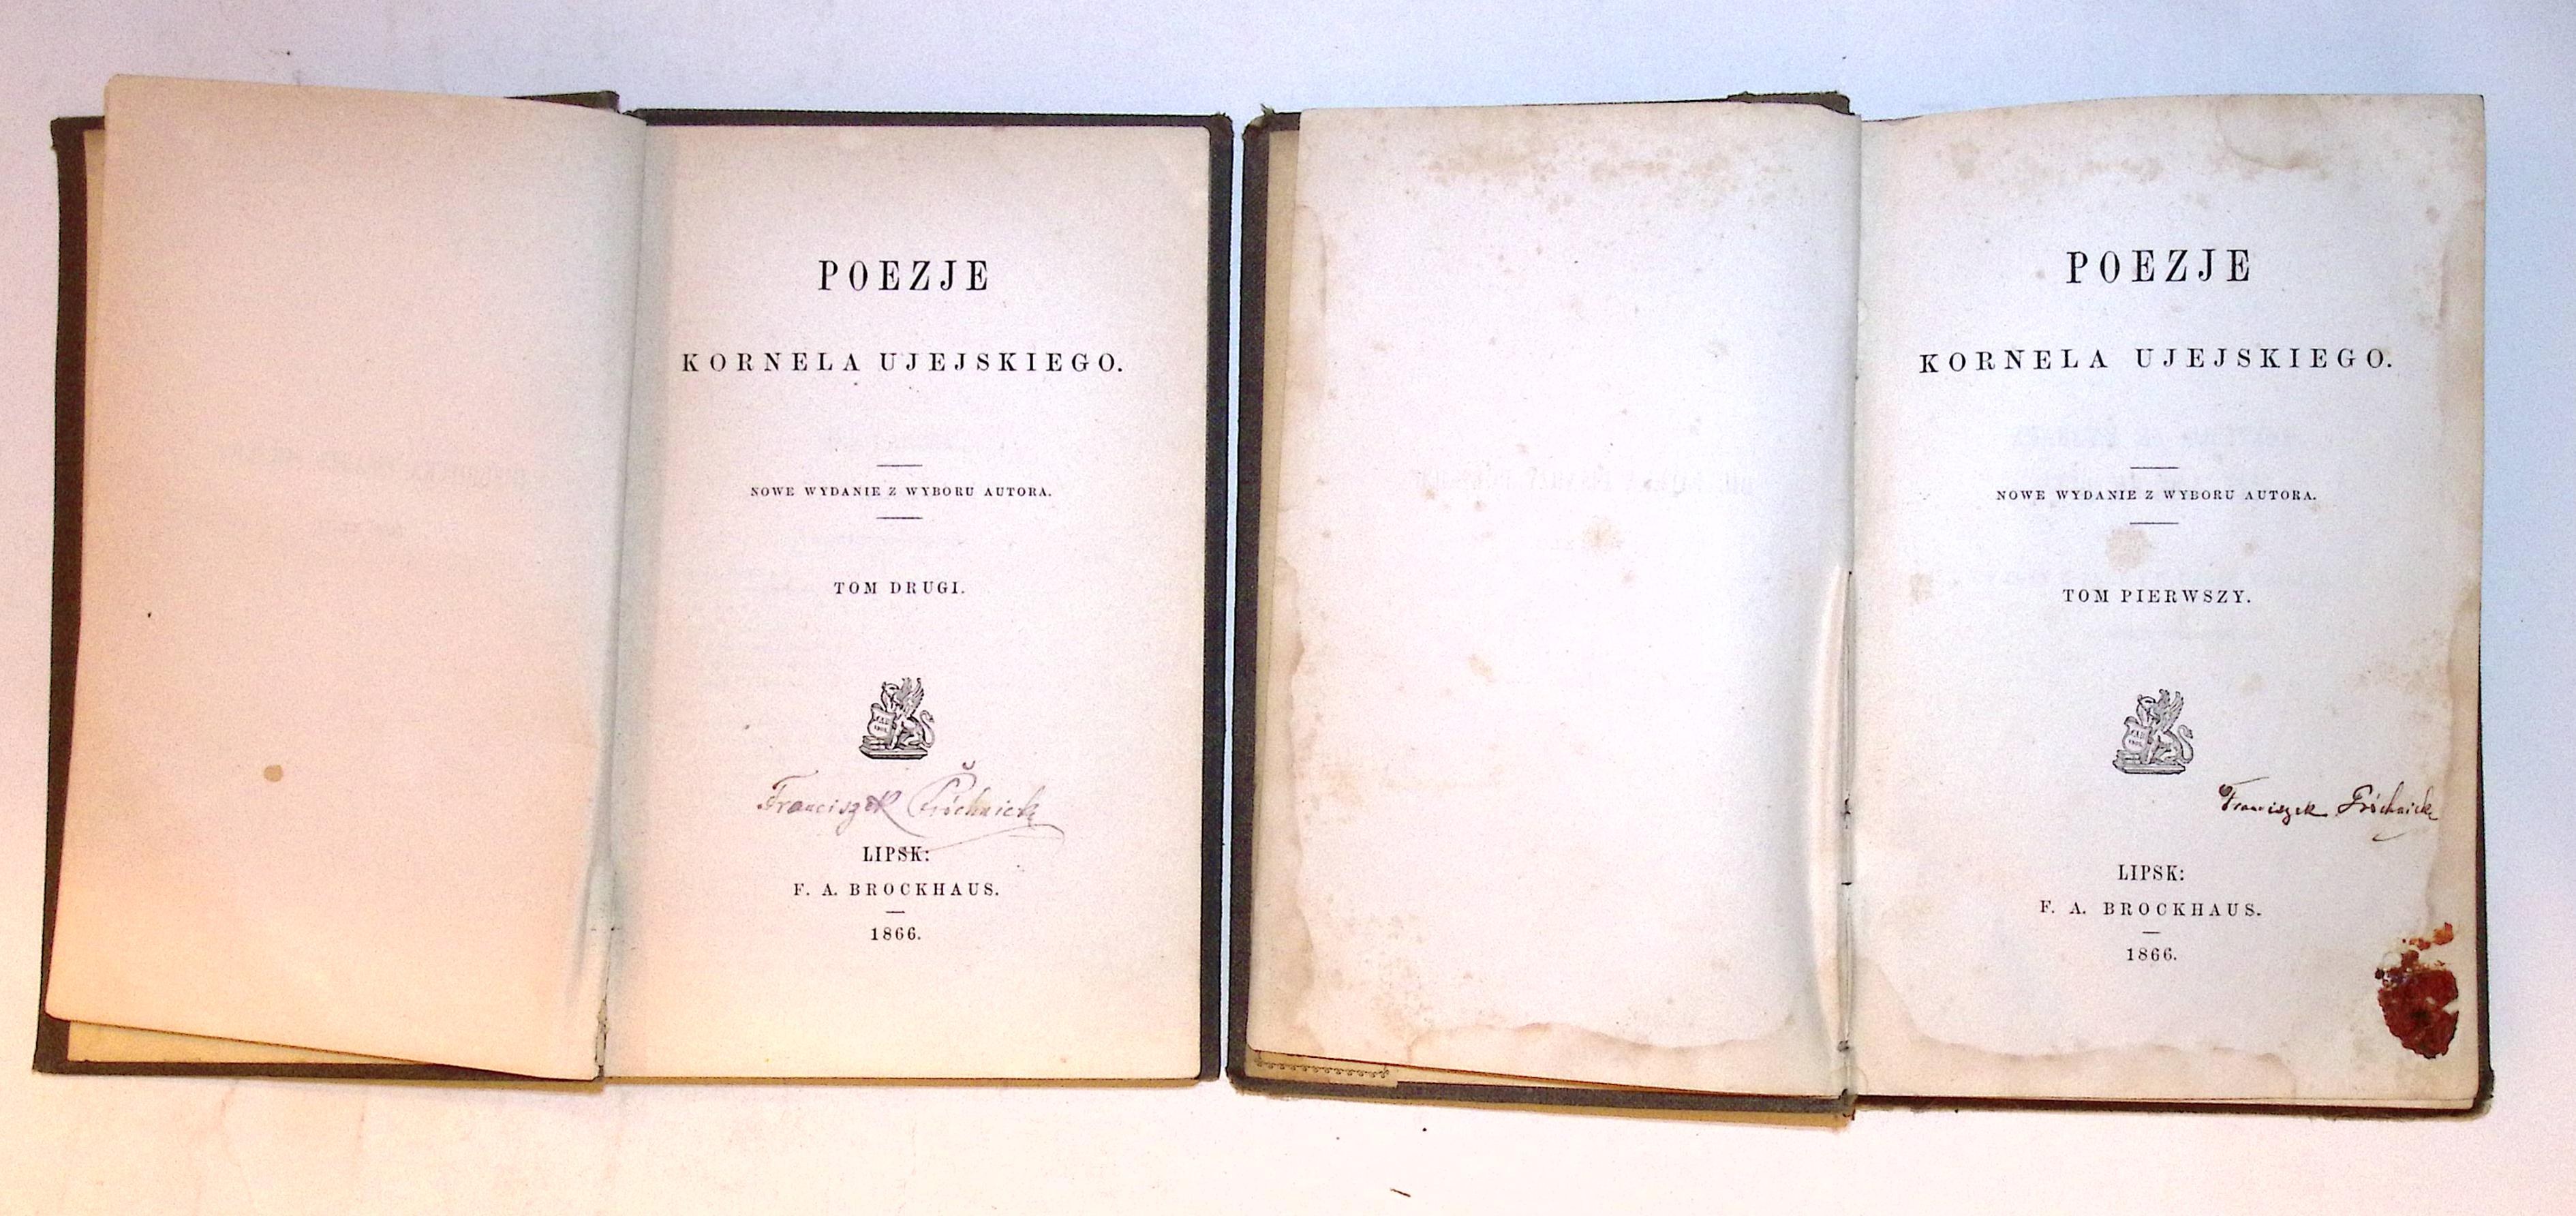 POEZJE
KORNELA UJEJSKIEGO.
NOWE WYDANIE Z WYBORU AUTORA.
TOM DRUGI.
Franciszek
LIPSK:
F. A. BROCKHAUS.
1866.
POEZJE
KORNELA UJEJSKIEGO.
NOWE WYDANIE Z WYBORU AUTORA.
TOM PIERWSZY.
Franciszek
LIPSK:
F. A. BROCKHAUS.
1866.